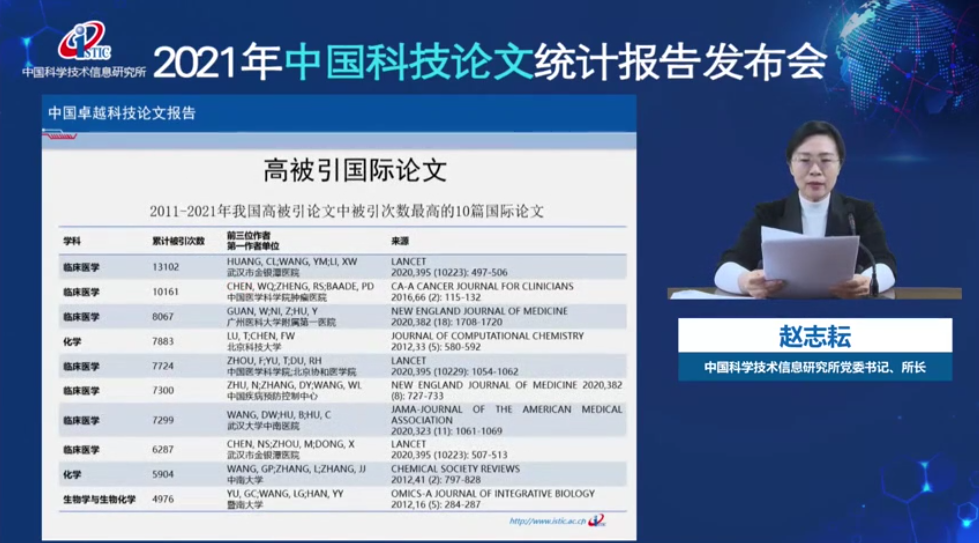 ISTIC
中国科学技术信息研究所
2021年中国科技论文统计报告发布会
中国卓越科技论文报告
高被引国际论文
2011-2021年我国高被引论文中被引次数最高的10篇国际论文
学科 累计被引次数 前三位作者 来源
第一作者单位
临床医学 13102 HUANG, CL;WANG, YM;LI, XW LANCET
武汉市金银潭医院 2020,395 (10223): 497-506
临床医学 10161 CHEN, WQ;ZHENG, RS;BAADE, PD CA-A CANCER JOURNAL FOR CLINICIANS
中国医学科学院肿瘤医院 2016,66 (2): 115-132
临床医学 8067 GUAN, W;NI, Z;HU, Y NEW ENGLAND JOURNAL OF MEDICINE
广州医科大学附属第一医院 2020,382 (18): 1708-1720
化学 7883 LU, T;CHEN, FW JOURNAL OF COMPUTATIONAL CHEMISTRY
北京科技大学 2012,33 (5): 580-592
临床医学 7724 ZHOU, F;YU, T;DU, RH LANCET
中国医学科学院;北京协和医学院 2020,395 (10229): 1054-1062
临床医学 7300 ZHU, N;ZHANG, DY;WANG, WL NEW ENGLAND JOURNAL OF MEDICINE 2020,382
中国疾病预防控制中心 (8): 727-733
临床医学 7299 WANG, DW;HU, B;HU, C JAMA-JOURNAL OF THE AMERICAN MEDICAL
武汉大学中南医院 ASSOCIATION
2020,323 (11): 1061-1069
临床医学 6287 CHEN, NS;ZHOU, M;DONG, X LANCET
武汉市金银潭医院 2020,395 (10223): 507-513
化学 5904 WANG, GP;ZHANG, L;ZHANG, JJ CHEMICAL SOCIETY REVIEWS
中南大学 2012,41 (2): 797-828
生物学与生物化学 4976 YU, GC;WANG, LG;HAN, YY OMICS-A JOURNAL OF INTEGRATIVE BIOLOGY
暨南大学 2012,16 (5): 284-287
http://www.istic.ac.cn
赵志耘
中国科学技术信息研究所党委书记、所长